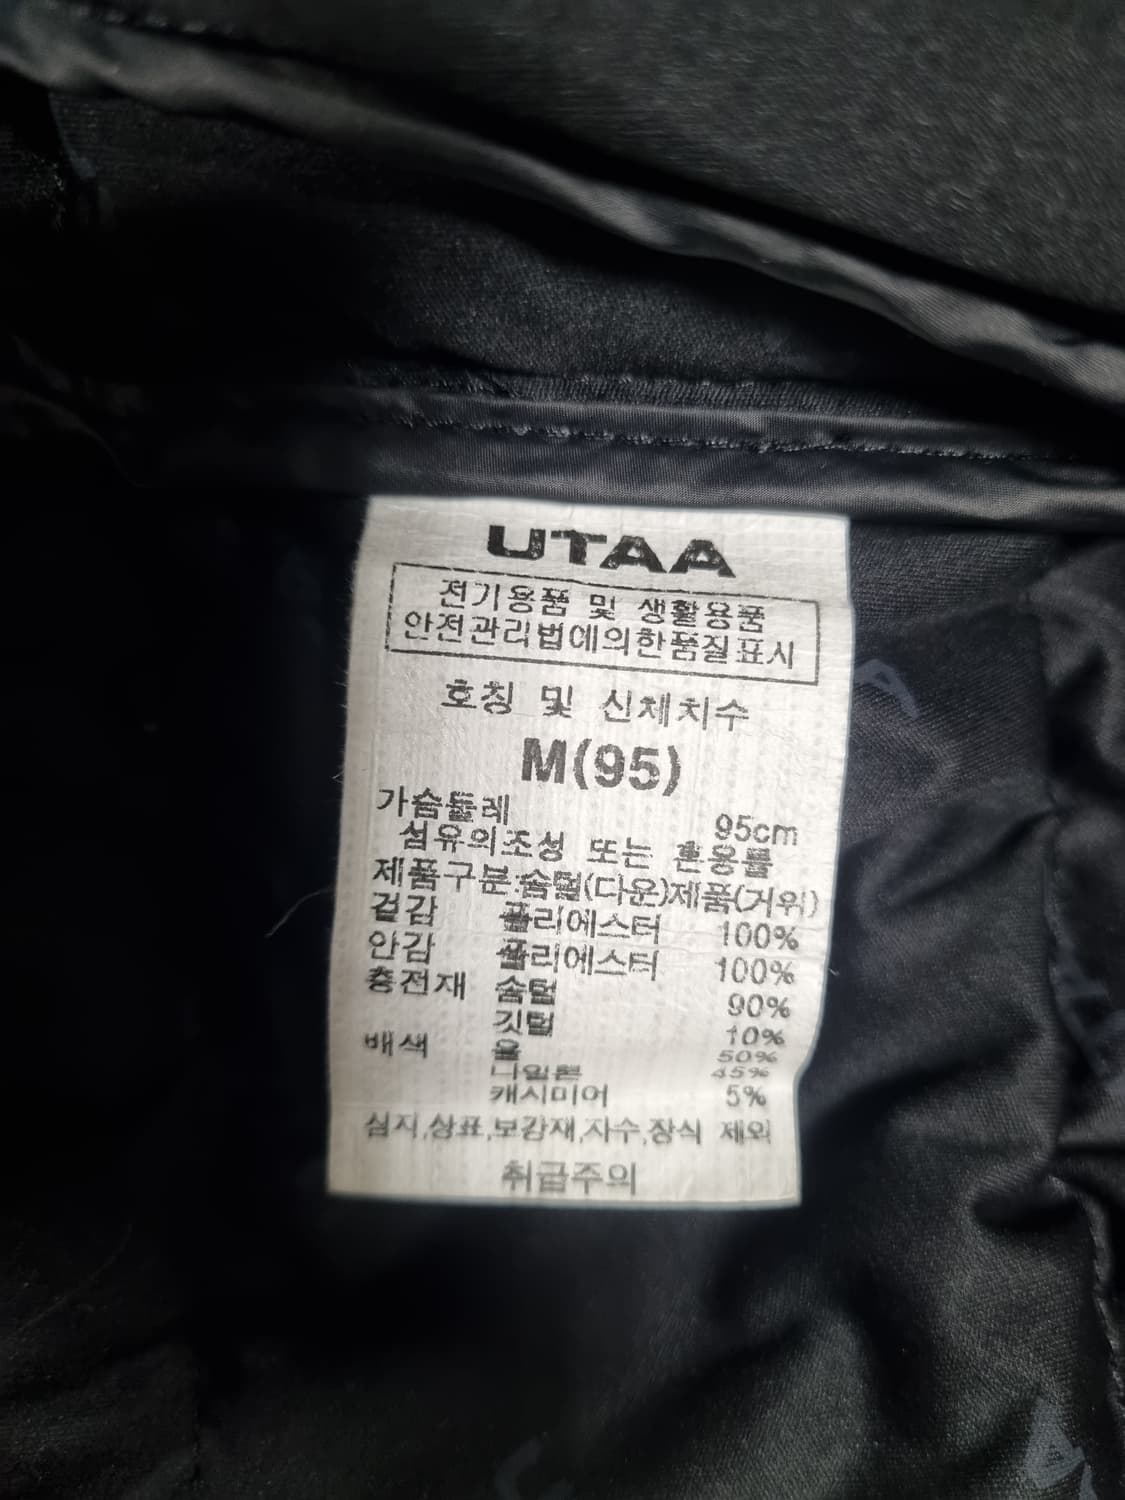 UTAA
전기용품 및 생활용품
안전관리법에의한품질표시
호칭 및 신체치수
M(95)
가슴둘레 95cm
섬유의조성 또는 혼용률
제품구분:솜털(다운)제품(거위)
겉감 폴리에스터 100%
안감 폴리에스터 100%
충전재 솜털 90%
깃털 10%
배색 울 50%
나일론 45%
캐시미어 5%
심지,상표,보강재,자수,장식 제외
취급주의